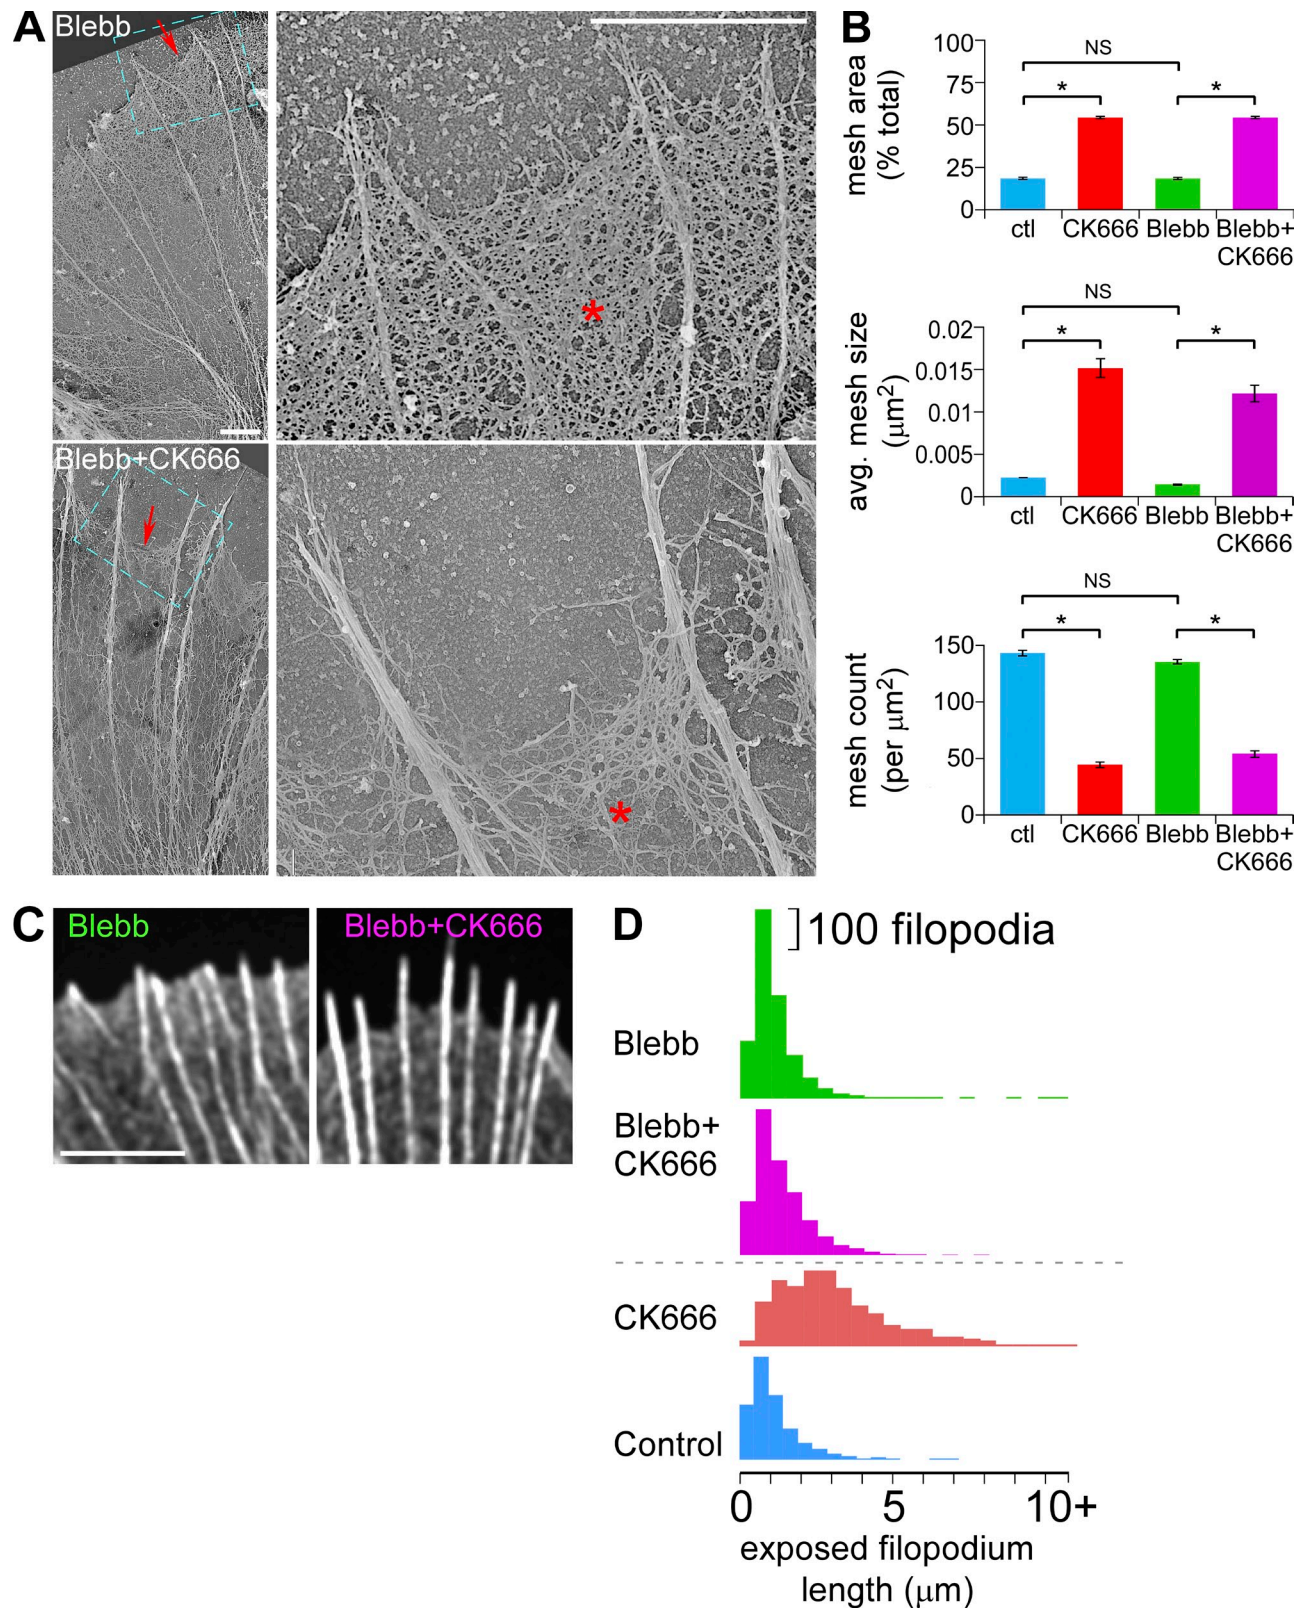 A
Blebb
Blebb+CK666
B
mesh area
(% total)
100
75
50
25
0
NS
*
*
ctl
CK666
Blebb
Blebb+
CK666
avg. mesh size
(μm²)
0.02
0.015
0.01
0.005
0
NS
*
*
ctl
CK666
Blebb
Blebb+
CK666
mesh count
(per μm²)
150
100
50
0
NS
*
*
ctl
CK666
Blebb
Blebb+
CK666
C
Blebb
Blebb+CK666
D
100 filopodia
Blebb
Blebb+
CK666
CK666
Control
0
5
10+
exposed filopodium
length (μm)